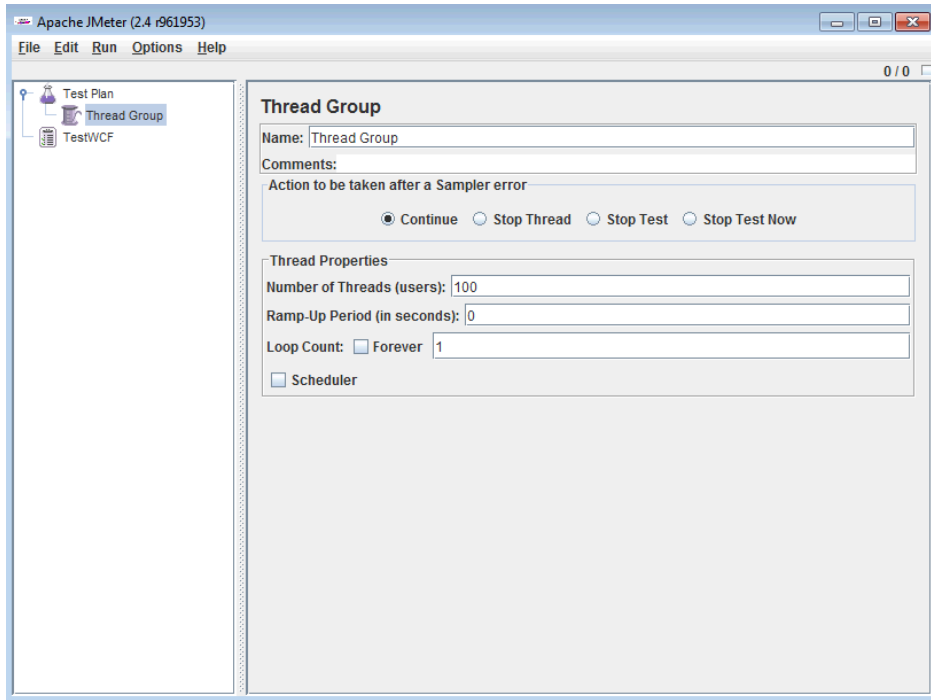 Apache JMeter (2.4 r961953)
File Edit Run Options Help
0 / 0
Test Plan
Thread Group
TestWCF
Thread Group
Name: Thread Group
Comments:
Action to be taken after a Sampler error
Continue Stop Thread Stop Test Stop Test Now
Thread Properties
Number of Threads (users): 100
Ramp-Up Period (in seconds): 0
Loop Count: Forever 1
Scheduler